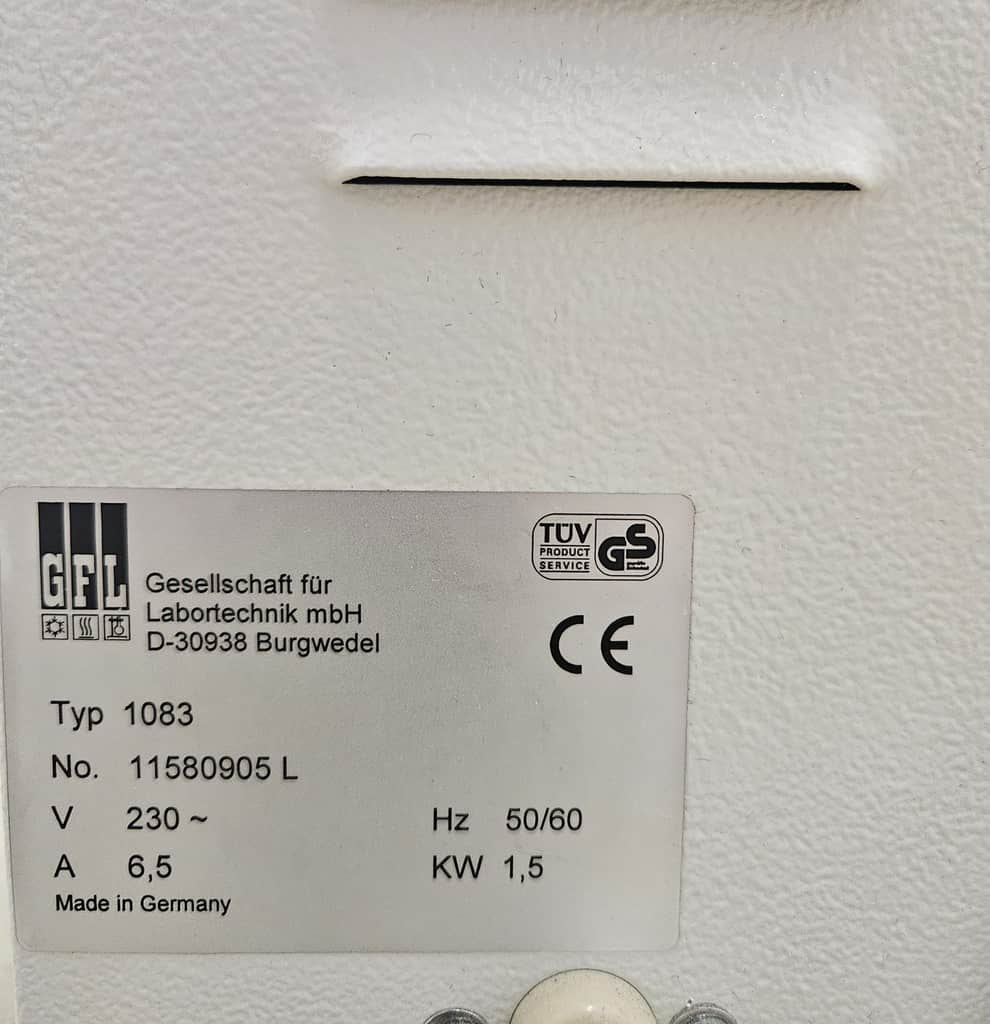 GFL
Gesellschaft für
Labortechnik mbH
D-30938 Burgwedel
TÜV
PRODUCT
SERVICE
GS
CE
Typ 1083
No. 11580905 L
V 230 ~ Hz 50/60
A 6,5 KW 1,5
Made in Germany